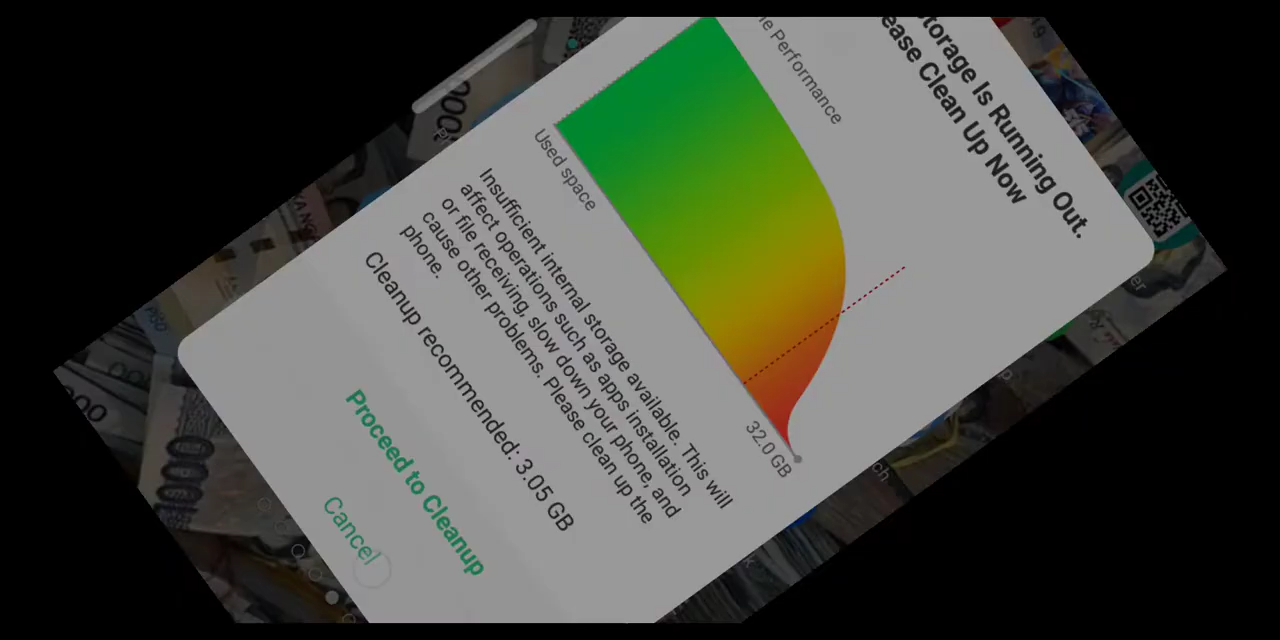 Storage Is Running Out.
ease Clean Up Now
Performance
Used space
32.0 GB
Insufficient internal storage available. This will
affect operations such as apps installation
or file receiving, slow down your phone, and
cause other problems. Please clean up the
phone.
Cleanup recommended: 3.05 GB
Proceed to Cleanup
Cancel